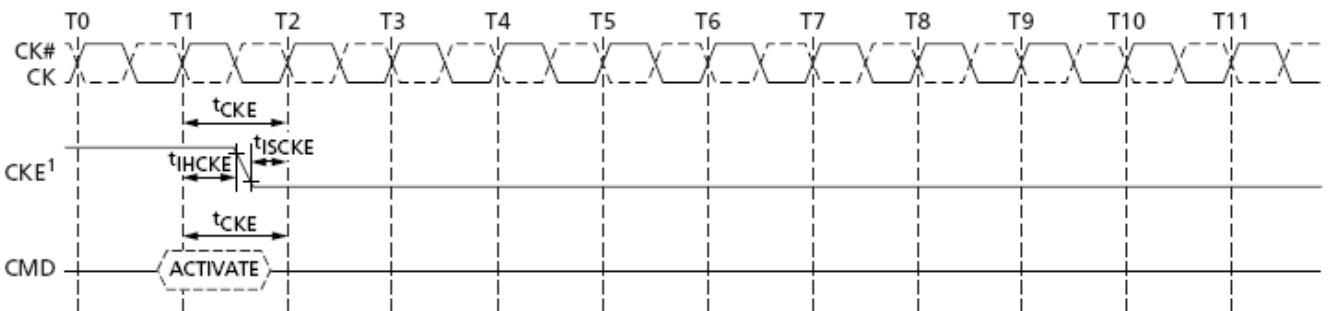 T0 T1 T2 T3 T4 T5 T6 T7 T8 T9 T10 T11
CK#
CK
tCKE
tISCKE
tIHCKE
CKE1
tCKE
CMD ACTIVATE